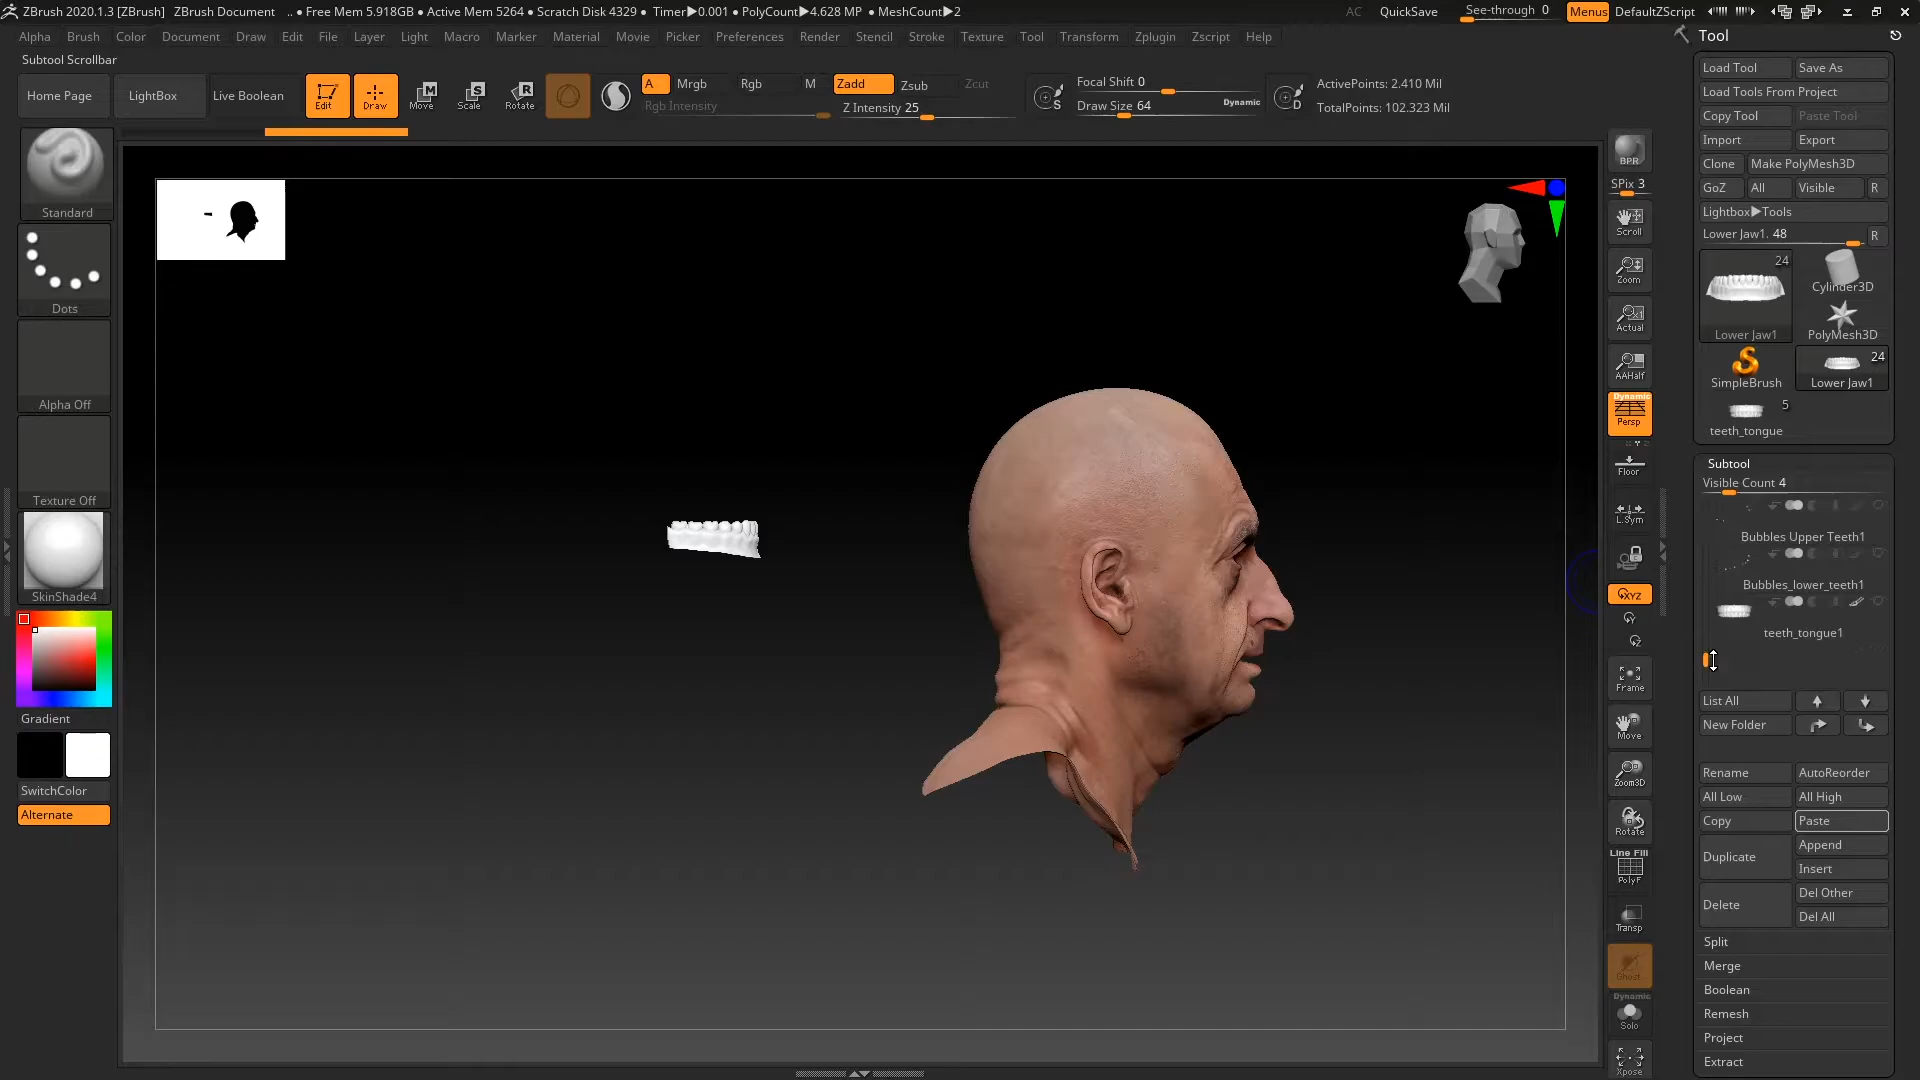 ZBrush 2020.1.3 [ZBrush] ZBrush Document .. • Free Mem 5.918GB • Active Mem 5264 • Scratch Disk 4329 • Timer▶0.001 • PolyCount▶4.628 MP • MeshCount▶2 AC QuickSave See-through 0 Menus DefaultZScript
Alpha Brush Color Document Draw Edit File Layer Light Macro Marker Material Movie Picker Preferences Render Stencil Stroke Texture Tool Transform Zplugin Zscript Help
Subtool Scrollbar
Home Page LightBox Live Boolean Edit Draw Move Scale Rotate
A Mrgb Rgb M Zadd Zsub Zcut
Rgb Intensity Z Intensity 25
Focal Shift 0
Draw Size 64 Dynamic
ActivePoints: 2.410 Mil
TotalPoints: 102.323 Mil
Standard
Dots
Alpha Off
Texture Off
SkinShade4
Gradient
SwitchColor
Alternate
BPR
SPix 3
Scroll
Zoom
Actual
AAHalf
Dynamic
Persp
Floor
L.Sym
XYZ
Frame
Move
Zoom3D
Rotate
Line Fill
PolyF
Transp
Ghost
Dynamic
Solo
Xpose
Tool
Load Tool Save As
Load Tools From Project
Copy Tool Paste Tool
Import Export
Clone Make PolyMesh3D
GoZ All Visible R
Lightbox▶Tools
Lower Jaw1. 48 R
24
Lower Jaw1
Cylinder3D
PolyMesh3D
SimpleBrush
24
Lower Jaw1
5
teeth_tongue
Subtool
Visible Count 4
Bubbles Upper Teeth1
Bubbles_lower_teeth1
teeth_tongue1
List All
New Folder
Rename AutoReorder
All Low All High
Copy Paste
Duplicate Append
Insert
Delete Del Other
Del All
Split
Merge
Boolean
Remesh
Project
Extract